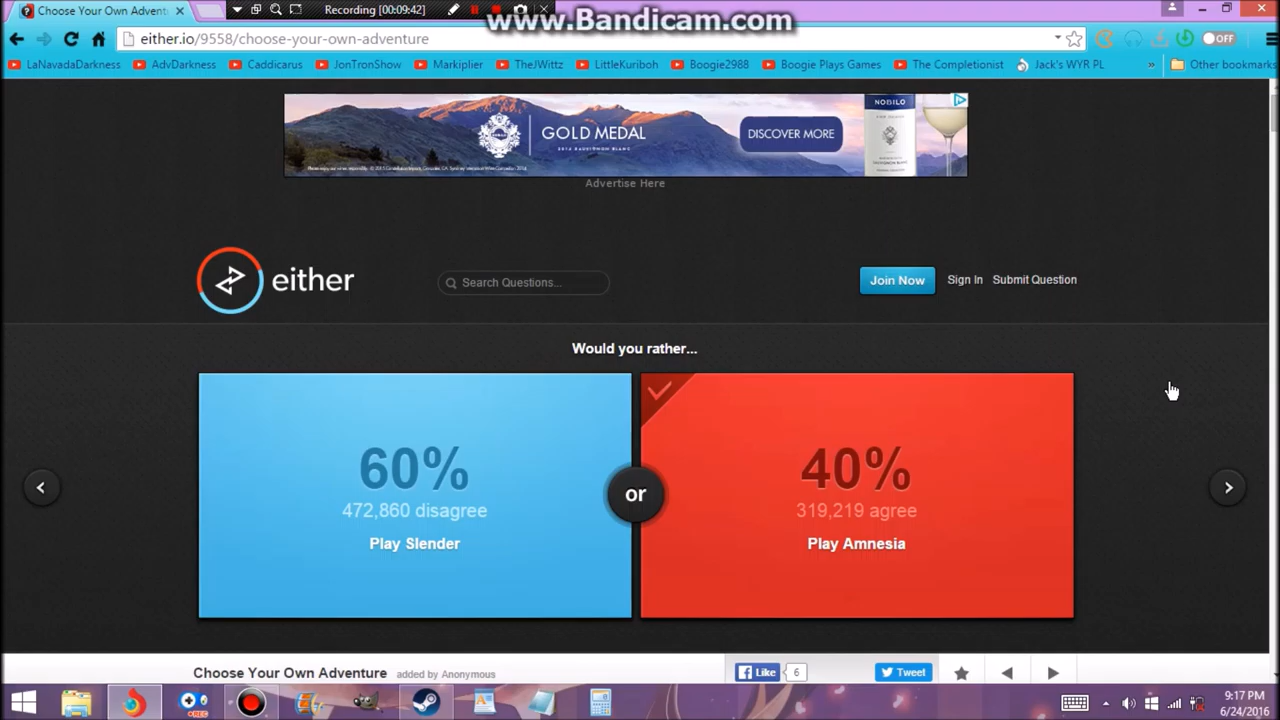 Choose Your Own Advent
Recording [00:09:42]
www.Bandicam.com
either.io/9558/choose-your-own-adventure
OFF
LaNavadaDarkness
AdvDarkness
Caddicarus
JonTronShow
Markiplier
TheJWittz
LittleKuriboh
Boogie2988
Boogie Plays Games
The Completionist
Jack's WYR PL
»
Other bookmarks
NOBILO
GOLD MEDAL
DISCOVER MORE
Advertise Here
either
Search Questions...
Join Now
Sign In
Submit Question
Would you rather...
60%
472,860 disagree
Play Slender
or
40%
319,219 agree
Play Amnesia
Choose Your Own Adventure added by Anonymous
Like
6
Tweet
REC
9:17 PM
6/24/2016